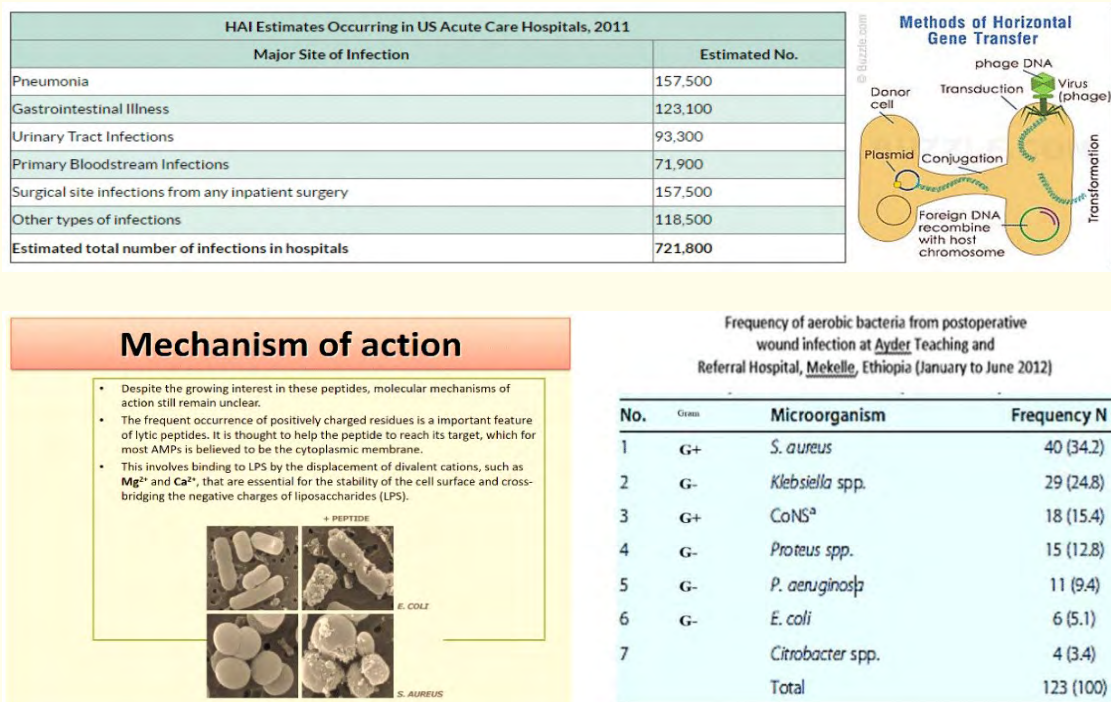 HAI Estimates Occurring in US Acute Care Hospitals, 2011
Major Site of Infection Estimated No.
Pneumonia 157,500
Gastrointestinal Illness 123,100
Urinary Tract Infections 93,300
Primary Bloodstream Infections 71,900
Surgical site infections from any inpatient surgery 157,500
Other types of infections 118,500
Estimated total number of infections in hospitals 721,800
© Buzzle.com
Methods of Horizontal
Gene Transfer
phage DNA
Donor
cell
Transduction
Virus
(phage)
Plasmid
Conjugation
Transformation
Foreign DNA
recombine
with host
chromosome
Mechanism of action
• Despite the growing interest in these peptides, molecular mechanisms of
action still remain unclear.
• The frequent occurrence of positively charged residues is a important feature
of lytic peptides. It is thought to help the peptide to reach its target, which for
most AMPs is believed to be the cytoplasmic membrane.
• This involves binding to LPS by the displacement of divalent cations, such as
Mg²⁺ and Ca²⁺, that are essential for the stability of the cell surface and cross-
bridging the negative charges of liposaccharides (LPS).
+ PEPTIDE
E. COLI
S. AUREUS
Frequency of aerobic bacteria from postoperative
wound infection at Ayder Teaching and
Referral Hospital, Mekelle, Ethiopia (January to June 2012)
No. Gram Microorganism Frequency N
1 G+ S. aureus 40 (34.2)
2 G- Klebsiella spp. 29 (24.8)
3 G+ CoNSᵃ 18 (15.4)
4 G- Proteus spp. 15 (12.8)
5 G- P. aeruginosa 11 (9.4)
6 G- E. coli 6 (5.1)
7 Citrobacter spp. 4 (3.4)
Total 123 (100)